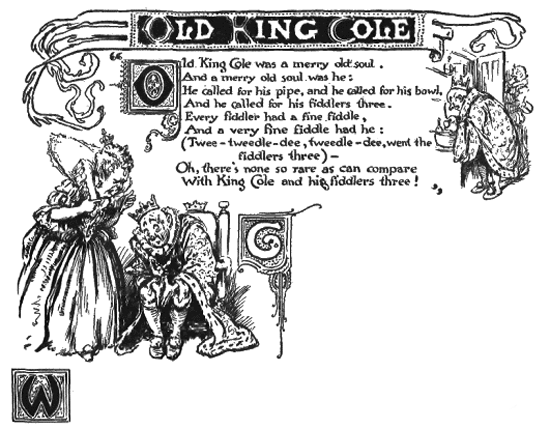 OLD KING COLE
“Old King Cole was a merry old soul.
And a merry old soul was he:
He called for his pipe, and he called for his bowl,
And he called for his fiddlers three.
Every fiddler had a fine fiddle,
And a very fine fiddle had he:
(Twee-tweedle-dee, tweedle-dee, went the
fiddlers three)—
Oh, there's none so rare as can compare
With King Cole and his fiddlers three!”
G
W